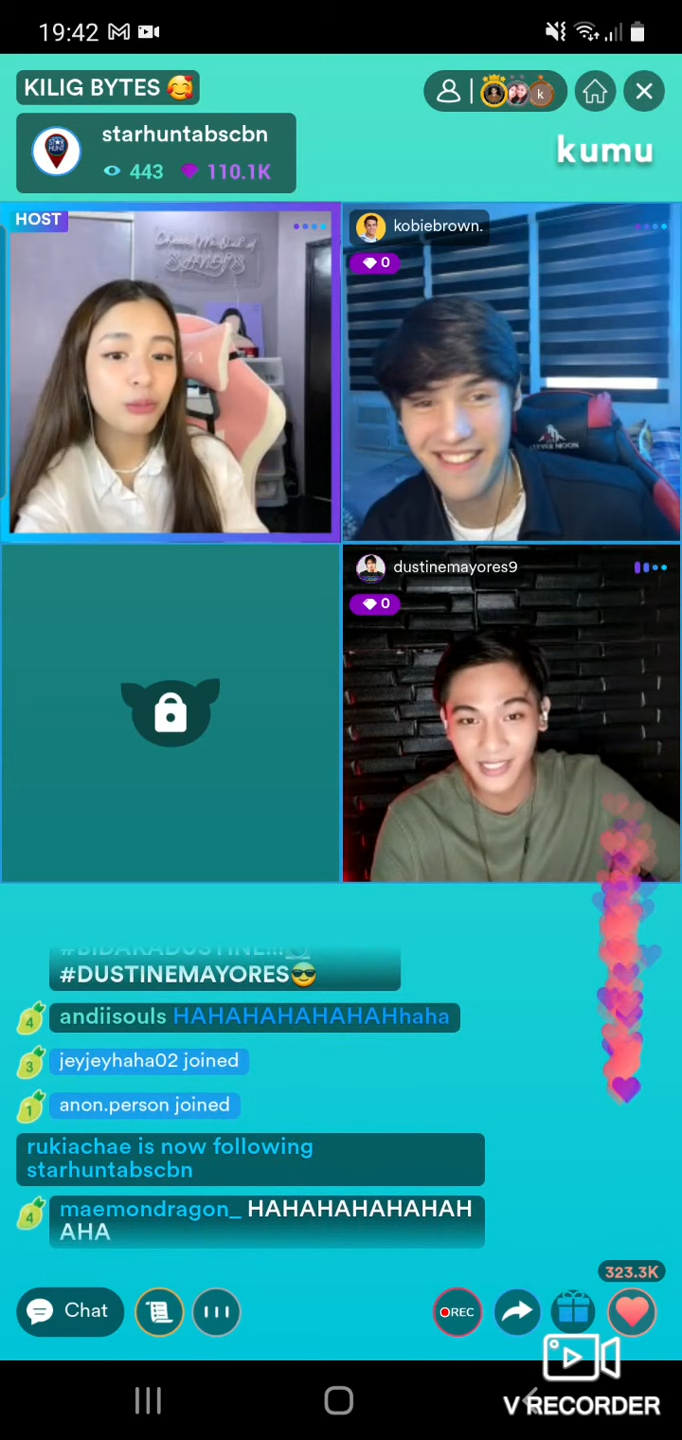 19:42
KILIG BYTES 🥰
k
starhuntabscbn
443 110.1K
kumu
HOST
kobiebrown.
0
dustinemayores9
0
#DUSTINEMAYORES😎
4 andiisouls HAHAHAHAHAHAHhaha
3 jeyjeyhaha02 joined
1 anon.person joined
rukiachae is now following
starhuntabscbn
4 maemondragon_ HAHAHAHAHAHAH
AHA
323.3K
Chat
REC
V RECORDER